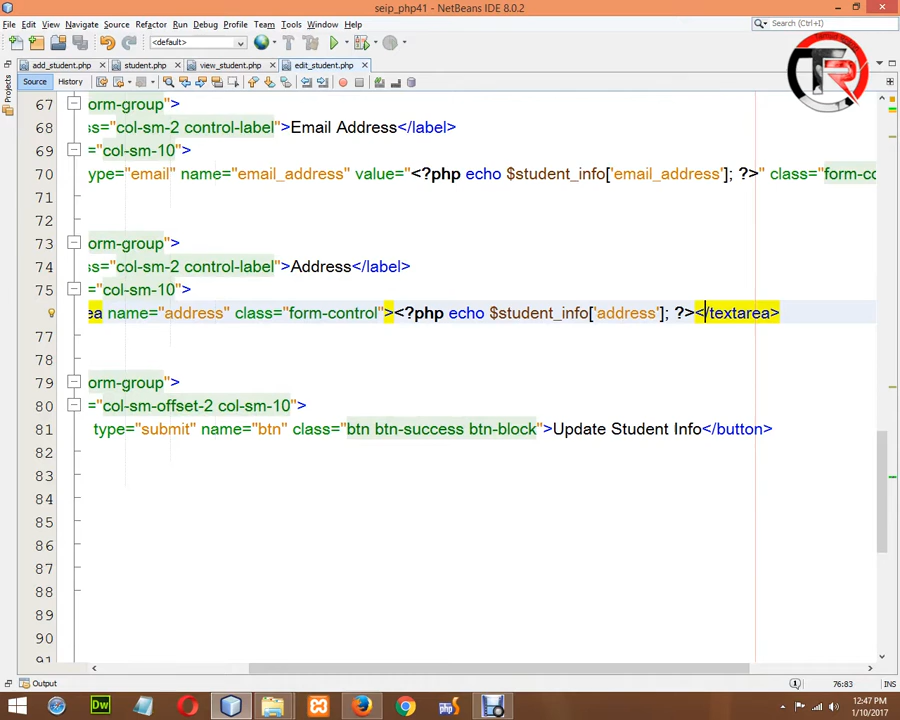 seip_php41 - NetBeans IDE 8.0.2
File Edit View Navigate Source Refactor Run Debug Profile Team Tools Window Help
Search (Ctrl+I)
<default>
add_student.php student.php view_student.php edit_student.php
Source History
Projects
67 orm-group">
68 s="col-sm-2 control-label">Email Address</label>
69 ="col-sm-10">
70 ype="email" name="email_address" value="<?php echo $student_info['email_address']; ?>" class="form-co
71
72
73 orm-group">
74 ss="col-sm-2 control-label">Address</label>
75 ="col-sm-10">
ea name="address" class="form-control"><?php echo $student_info['address']; ?></textarea>
77
78
79 orm-group">
80 ="col-sm-offset-2 col-sm-10">
81 type="submit" name="btn" class="btn btn-success btn-block">Update Student Info</button>
82
83
84
85
86
87
88
89
90
91
Output
76:83 INS
Dw
12:47 PM
1/10/2017